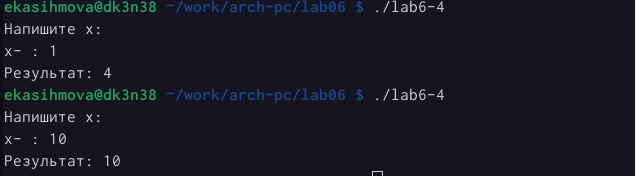 ekasihmova@dk3n38 ~/work/arch-pc/lab06 $ ./lab6-4
Напишите x:
x- : 1
Результат: 4
ekasihmova@dk3n38 ~/work/arch-pc/lab06 $ ./lab6-4
Напишите x:
x- : 10
Результат: 10